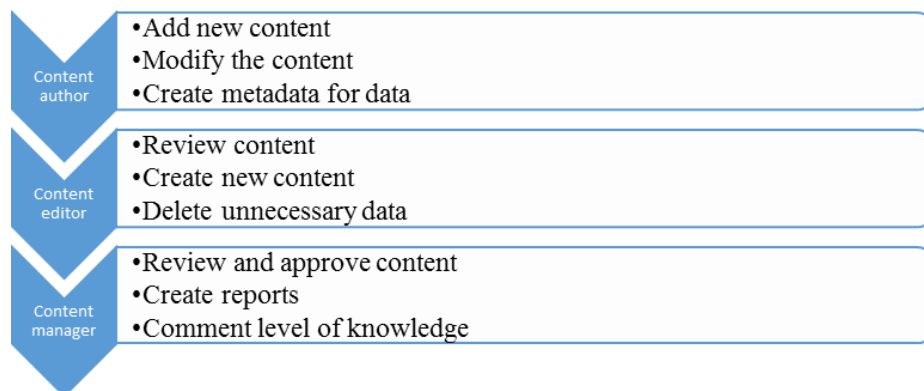 Content
author
•Add new content
•Modify the content
•Create metadata for data
Content
editor
•Review content
•Create new content
•Delete unnecessary data
Content
manager
•Review and approve content
•Create reports
•Comment level of knowledge